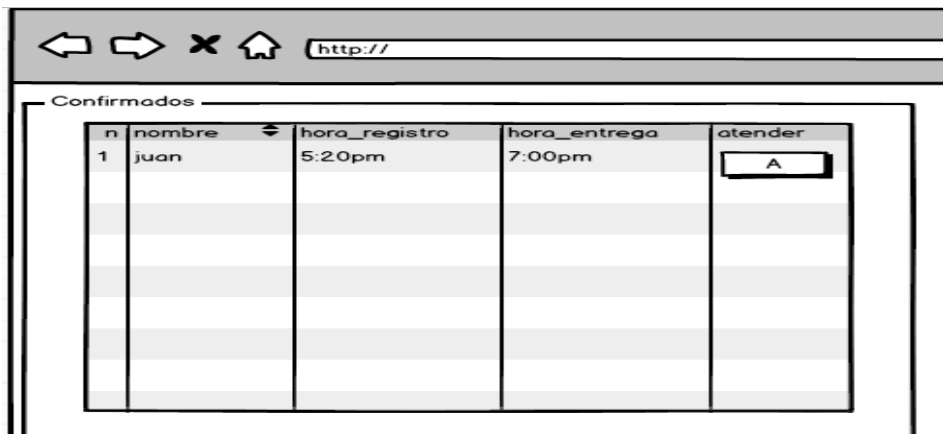 http://
Confirmados
n nombre hora_registro hora_entrega atender
1 juan 5:20pm 7:00pm A